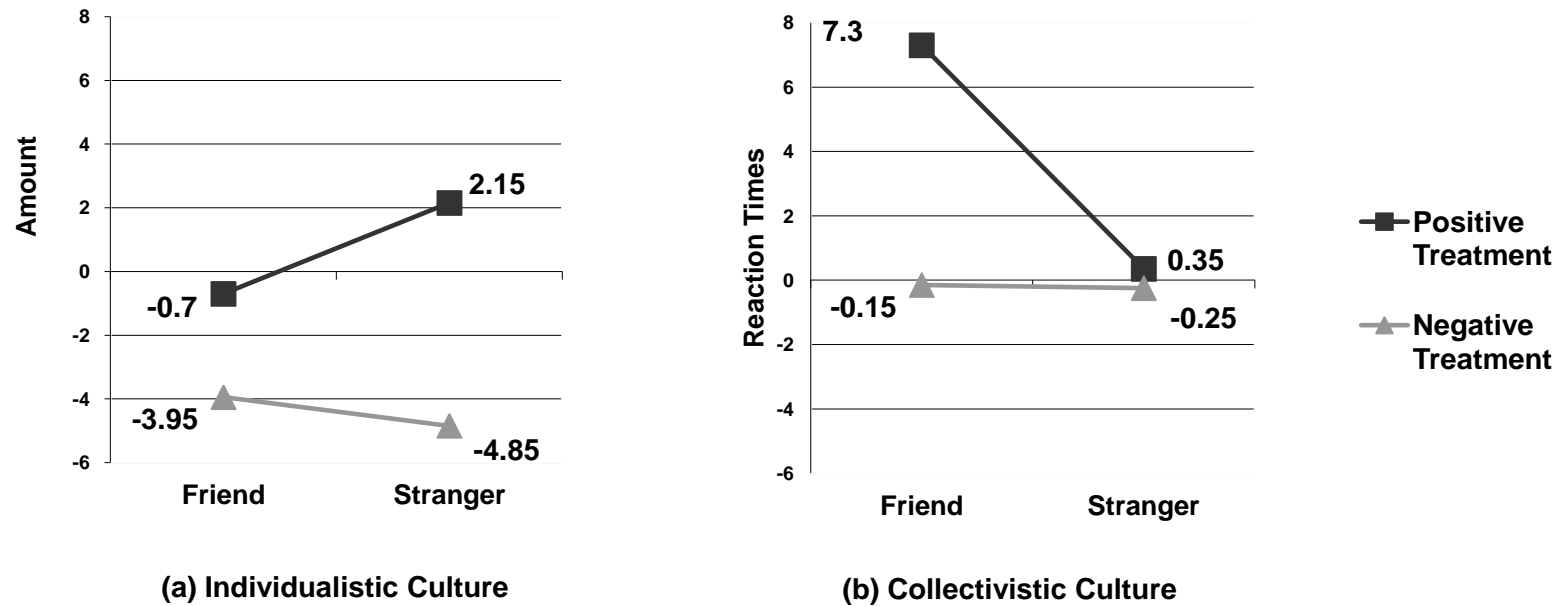 8
6
4
2
0
-2
-4
-6
Amount
2.15
-0.7
-3.95
-4.85
Friend
Stranger
(a) Individualistic Culture
8
6
4
2
0
-2
-4
-6
Reaction Times
7.3
0.35
-0.15
-0.25
Friend
Stranger
(b) Collectivistic Culture
Positive
Treatment
Negative
Treatment